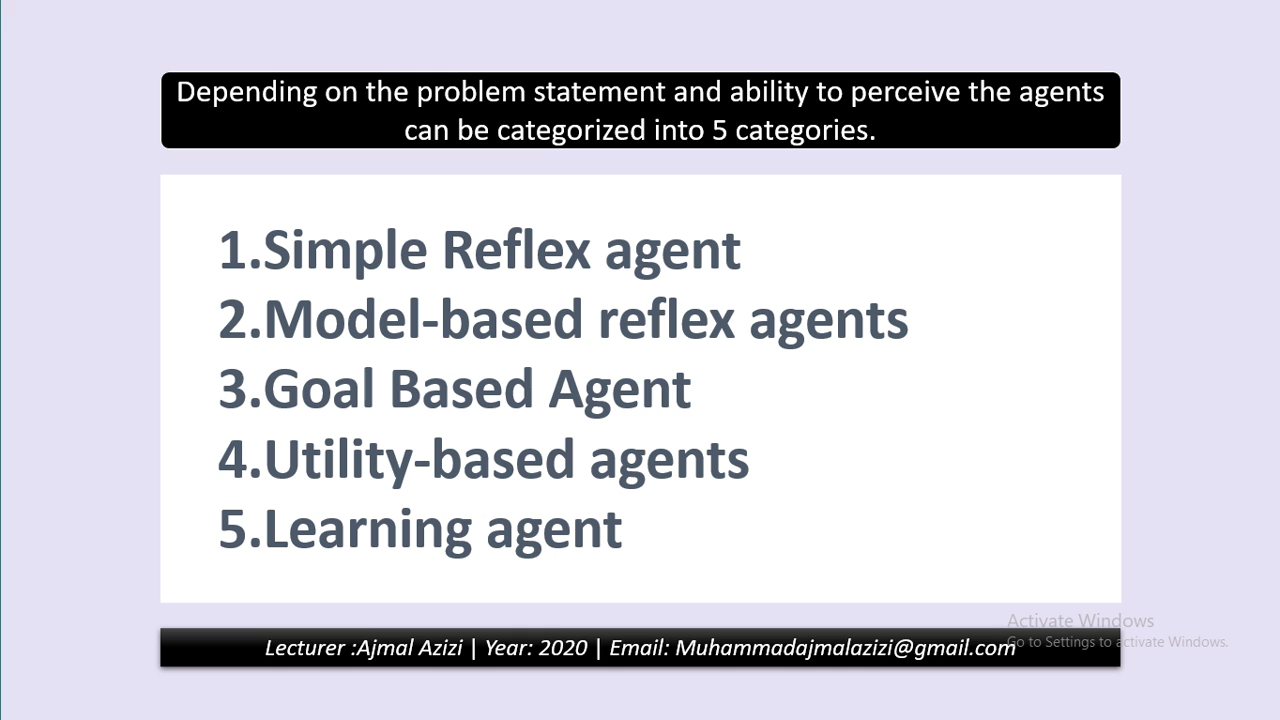 Depending on the problem statement and ability to perceive the agents
can be categorized into 5 categories.
1.Simple Reflex agent
2.Model-based reflex agents
3.Goal Based Agent
4.Utility-based agents
5.Learning agent
Activate Windows
Go to Settings to activate Windows.
Lecturer :Ajmal Azizi | Year: 2020 | Email: Muhammadajmalazizi@gmail.com